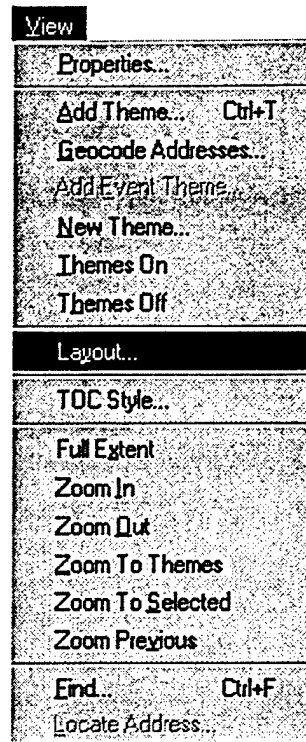 View
Properties...
Add Theme... Ctrl+T
Geocode Addresses...
Add Event Theme...
New Theme...
Themes On
Themes Off
Layout...
TOC Style...
Full Extent
Zoom In
Zoom Out
Zoom To Themes
Zoom To Selected
Zoom Previous
Find... Ctrl+F
Locate Address...